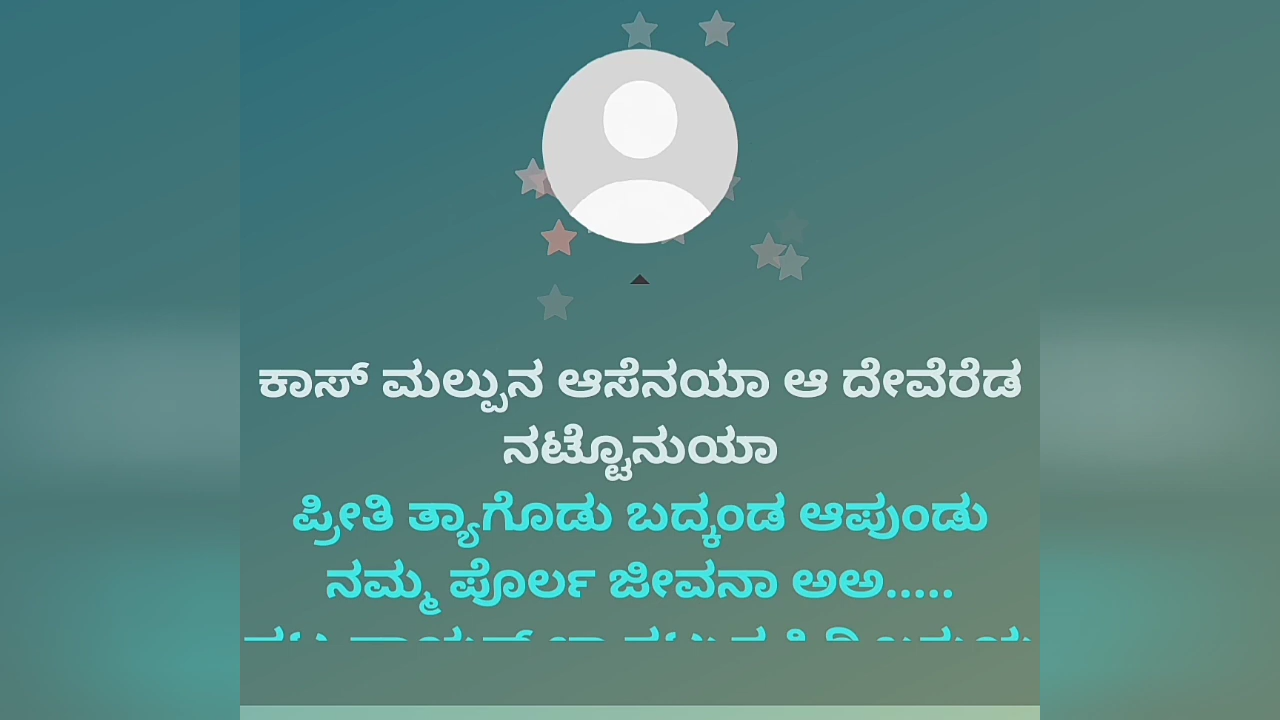 ಕಾಸ್ ಮಲ್ಪುನ ಆಸೆನಯಾ ಆ ದೇವೆರೆಡ
ನಟ್ಟೊನುಯಾ
ಪ್ರೀತಿ ತ್ಯಾಗೊಡು ಬದ್ಕಂಡ ಆಪುಂಡು
ನಮ್ಮ ಪೊರ್ಲ ಜೀವನಾ ಅಅ.....